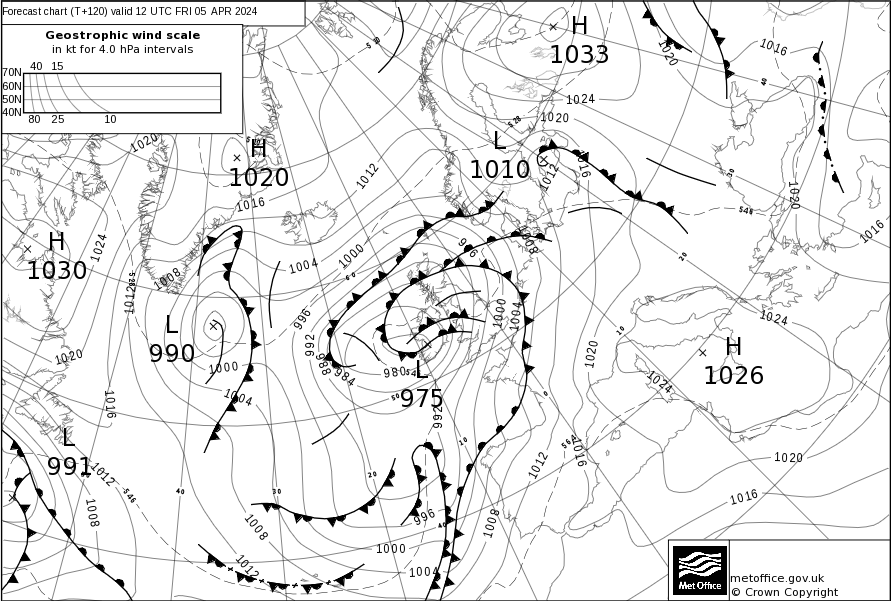 Forecast chart (T+120) valid 12 UTC FRI 05 APR 2024
Geostrophic wind scale
in kt for 4.0 hPa intervals
40 15
70N
60N
50N
40N
80 25 10
H
1033
1016
1020
1024
1020
L
1010
1012
1016
1020
H
1020
1012
1016
1020
1016
H
1030
1024
1008
1012
1004
1000
996
1008
L
990
996
992
988
984
1000
1004
1000
1004
1020
1024
H
1026
1024
1020
1016
980
L
975
992
L
991
1012
1008
1012
1016
1020
1016
1008
1012
996
1000
1004
1008
Met Office
metoffice.gov.uk
© Crown Copyright